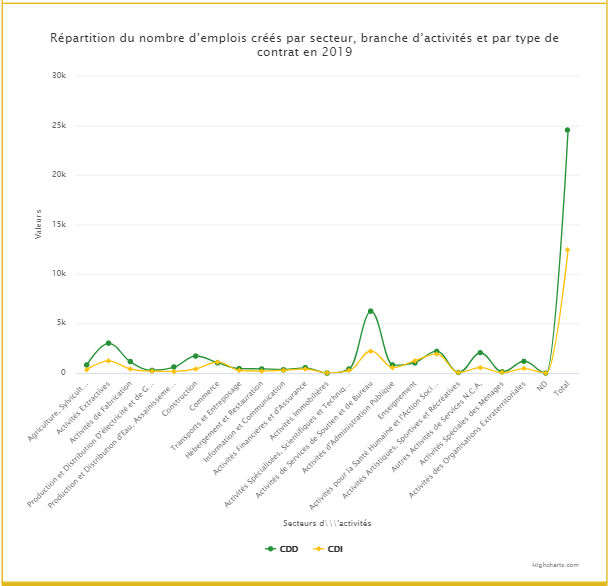 Répartition du nombre d’emplois créés par secteur, branche d’activités et par type de
contrat en 2019
30k
25k
20k
15k
10k
5k
0
Valeurs
Agriculture, Sylvicult…
Activités Extractives
Activités de Fabrication
Production et Distribution D'électricité et de G…
Production et Distribution d'Eau, Assainisseme…
Construction
Commerce
Transports et Entreposage
Hébergement et Restauration
Information et Communication
Activités Financières et d'Assurance
Activités Immobilières
Activités Spécialisées, Scientifiques et Techniq…
Activités de Services de Soutien et de Bureau
Activités d'Administration Publique
Enseignement
Activités pour la Santé Humaine et l'Action Soci…
Activités Artistiques, Sportives et Récréatives
Autres Activités de Services N.C.A.
Activités Spéciales des Ménages
Activités des Organisations Extraterritoriales
ND
Total
Secteurs d\\\'activités
CDD
CDI
Highcharts.com